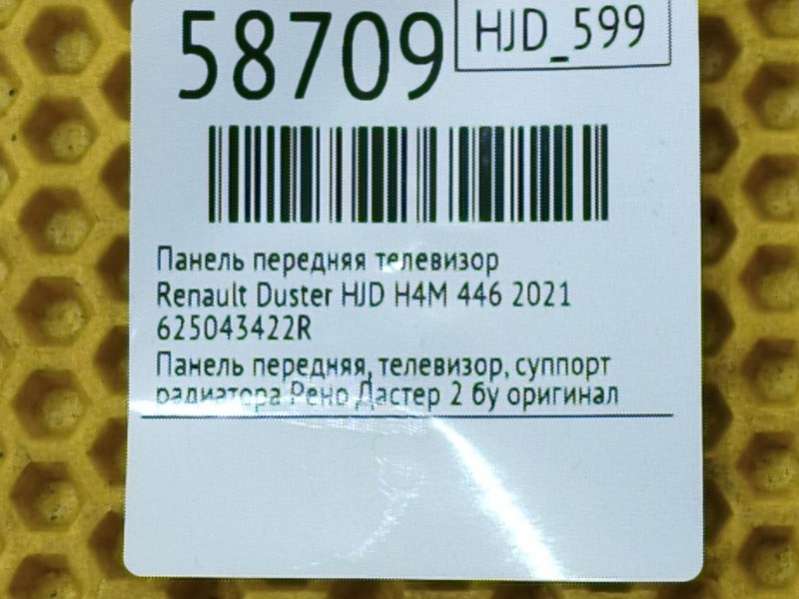 58709
HJD_599
Панель передняя телевизор
Renault Duster HJD H4M 446 2021
625043422R
Панель передняя, телевизор, суппорт
радиатора Рено Дастер 2 бу оригинал